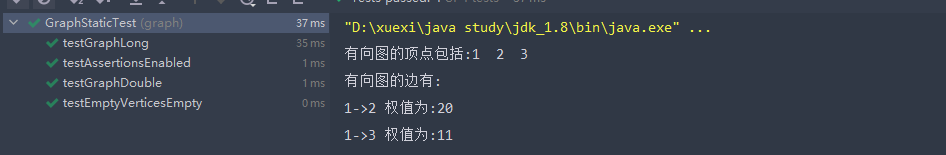 GraphStaticTest (graph) 37 ms
testGraphLong 35 ms
testAssertionsEnabled 1 ms
testGraphDouble 1 ms
testEmptyVerticesEmpty 0 ms
"D:\xuexi\java study\jdk_1.8\bin\java.exe" ...
有向图的顶点包括:1 2 3
有向图的边有:
1->2 权值为:20
1->3 权值为:11